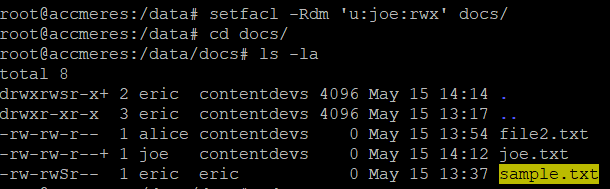 root@accmeres:/data# setfacl -Rdm 'u:joe:rwx' docs/
root@accmeres:/data# cd docs/
root@accmeres:/data/docs# ls -la
total 8
drwxrwsr-x+ 2 eric  contentdevs 4096 May 15 14:14 .
drwxr-xr-x  3 eric  contentdevs 4096 May 15 13:17 ..
-rw-rw-r--  1 alice contentdevs    0 May 15 13:54 file2.txt
-rw-rw-r--+ 1 joe   contentdevs    0 May 15 14:12 joe.txt
-rw-rwSr--  1 eric  eric           0 May 15 13:37 sample.txt